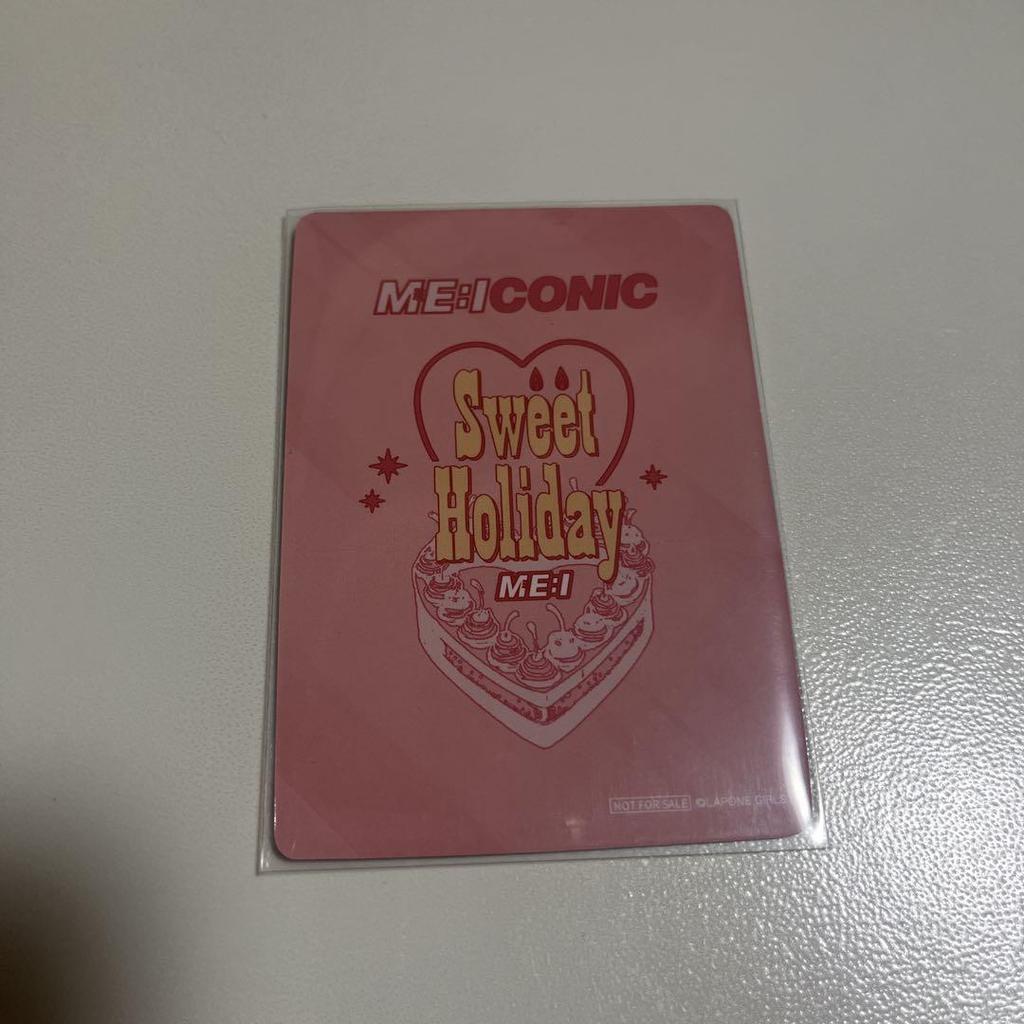 ME:ICONIC
Sweet
Holiday
ME:I
NOT FOR SALE ©LAPONE GIRLS